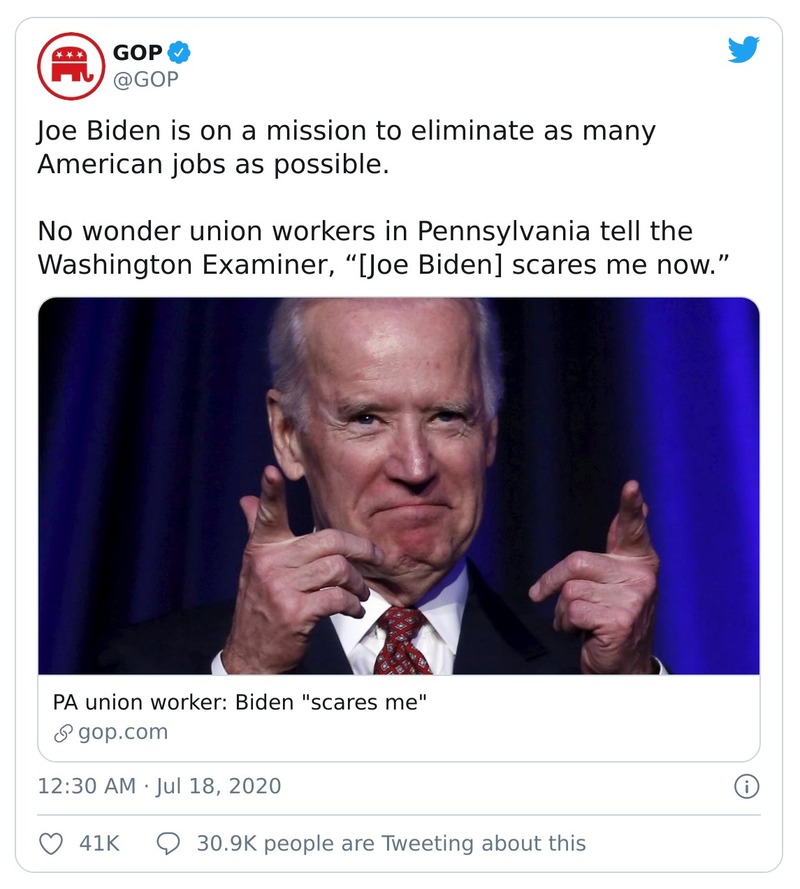 GOP
@GOP
Joe Biden is on a mission to eliminate as many
American jobs as possible.
No wonder union workers in Pennsylvania tell the
Washington Examiner, “[Joe Biden] scares me now.”
PA union worker: Biden "scares me"
gop.com
12:30 AM · Jul 18, 2020
41K 30.9K people are Tweeting about this